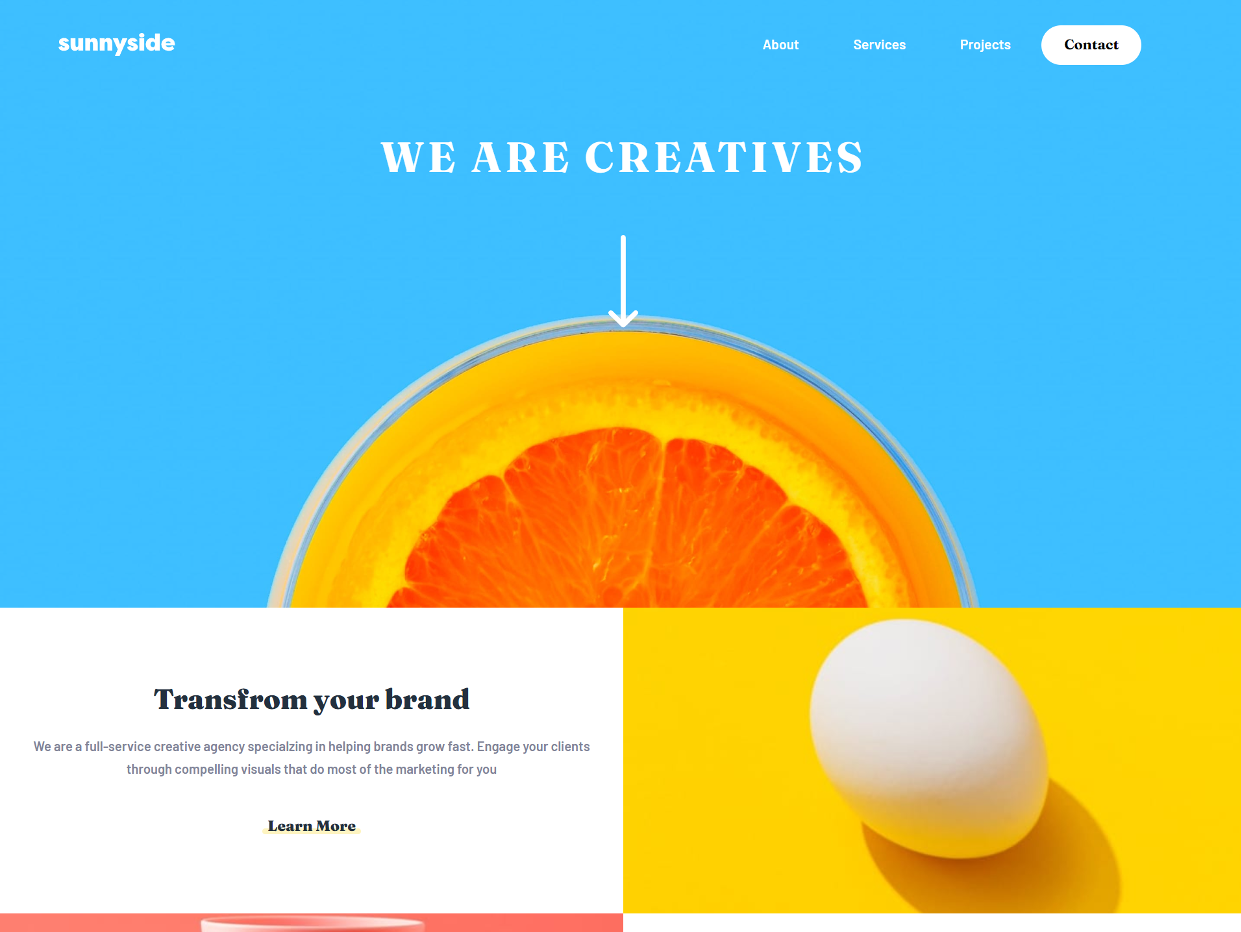 sunnyside
About Services Projects Contact
WE ARE CREATIVES
Transfrom your brand
We are a full-service creative agency specialzing in helping brands grow fast. Engage your clients
through compelling visuals that do most of the marketing for you
Learn More